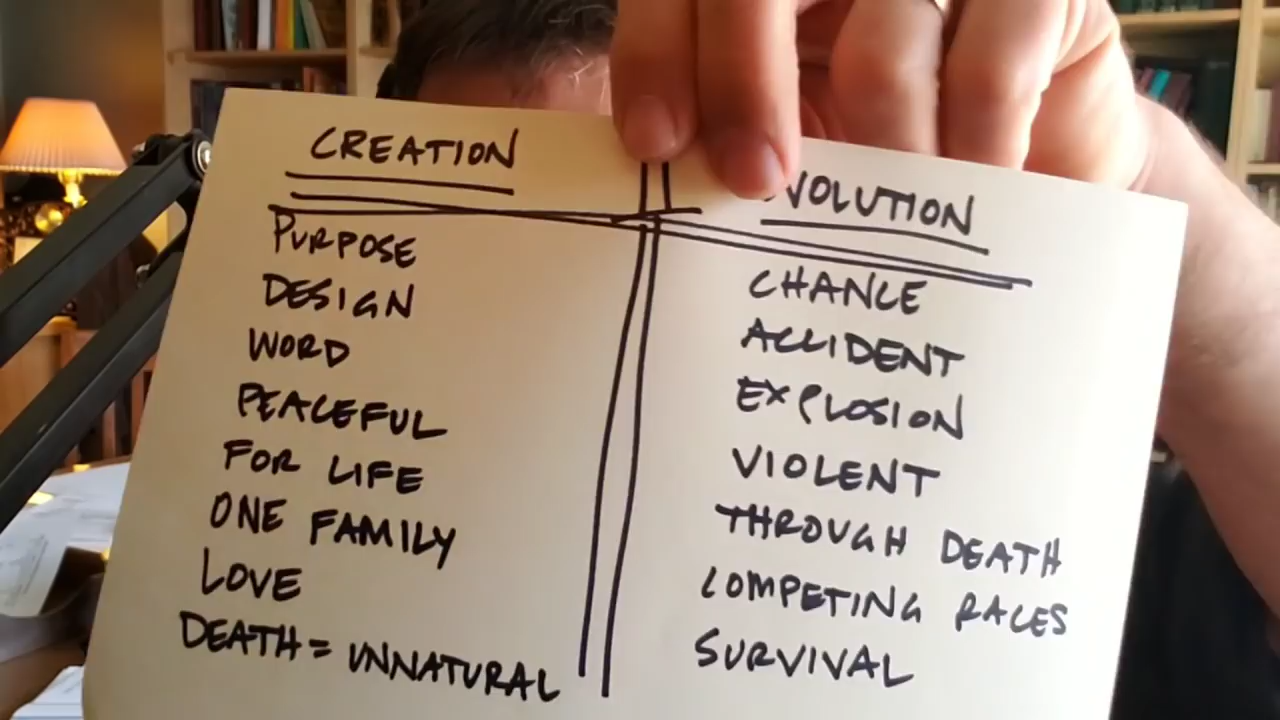 CREATION
VOLUTION
PURPOSE
CHANCE
DESIGN
ACCIDENT
WORD
EXPLOSION
PEACEFUL
VIOLENT
FOR LIFE
THROUGH DEATH
ONE FAMILY
COMPETING RACES
LOVE
SURVIVAL
DEATH = UNNATURAL